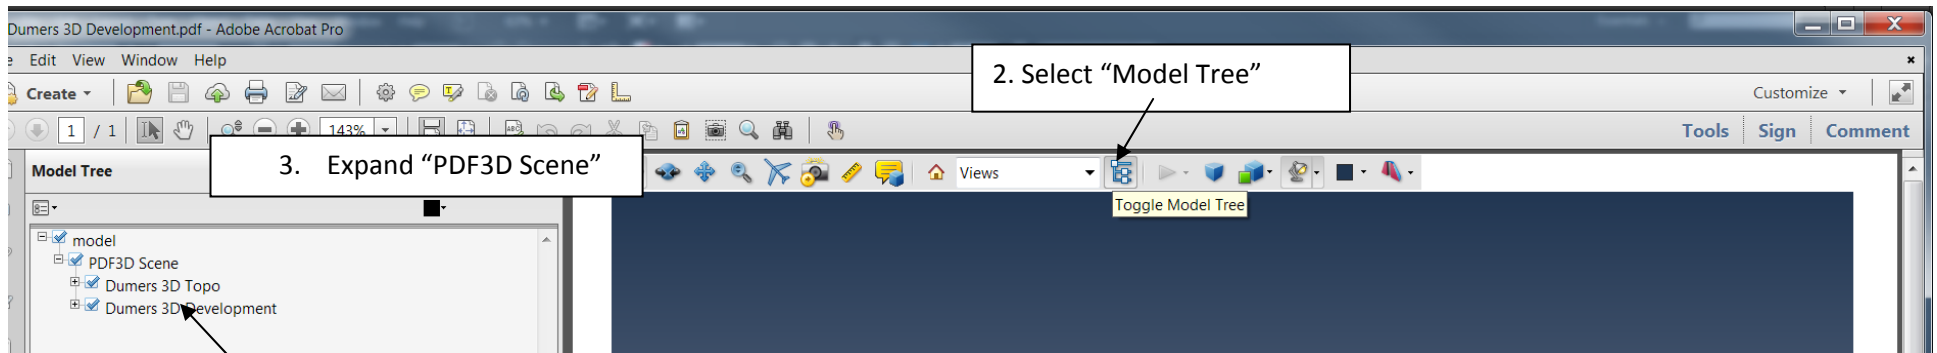 Dumers 3D Development.pdf - Adobe Acrobat Pro
Edit View Window Help
2. Select “Model Tree”
Create
Customize
1 / 1
143%
Tools Sign Comment
3. Expand “PDF3D Scene”
Model Tree
Views
Toggle Model Tree
model
PDF3D Scene
Dumers 3D Topo
Dumers 3D Development